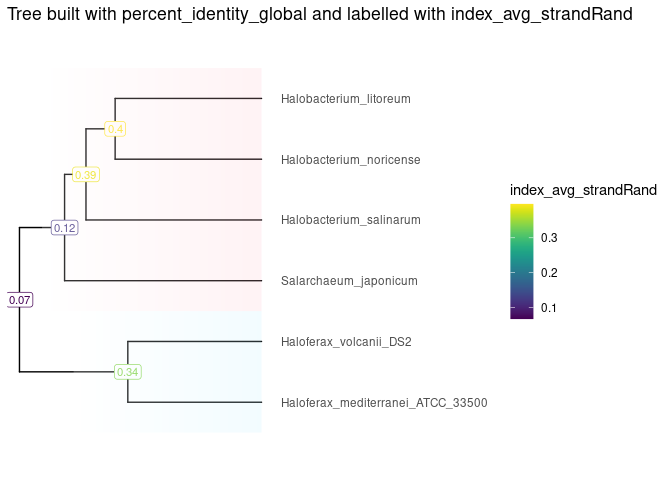 Tree built with percent_identity_global and labelled with index_avg_strandRand
Halobacterium_litoreum
0.4
Halobacterium_noricense
0.39
Halobacterium_salinarum
0.12
Salarchaeum_japonicum
0.07
Haloferax_volcanii_DS2
0.34
Haloferax_mediterranei_ATCC_33500
index_avg_strandRand
0.3
0.2
0.1